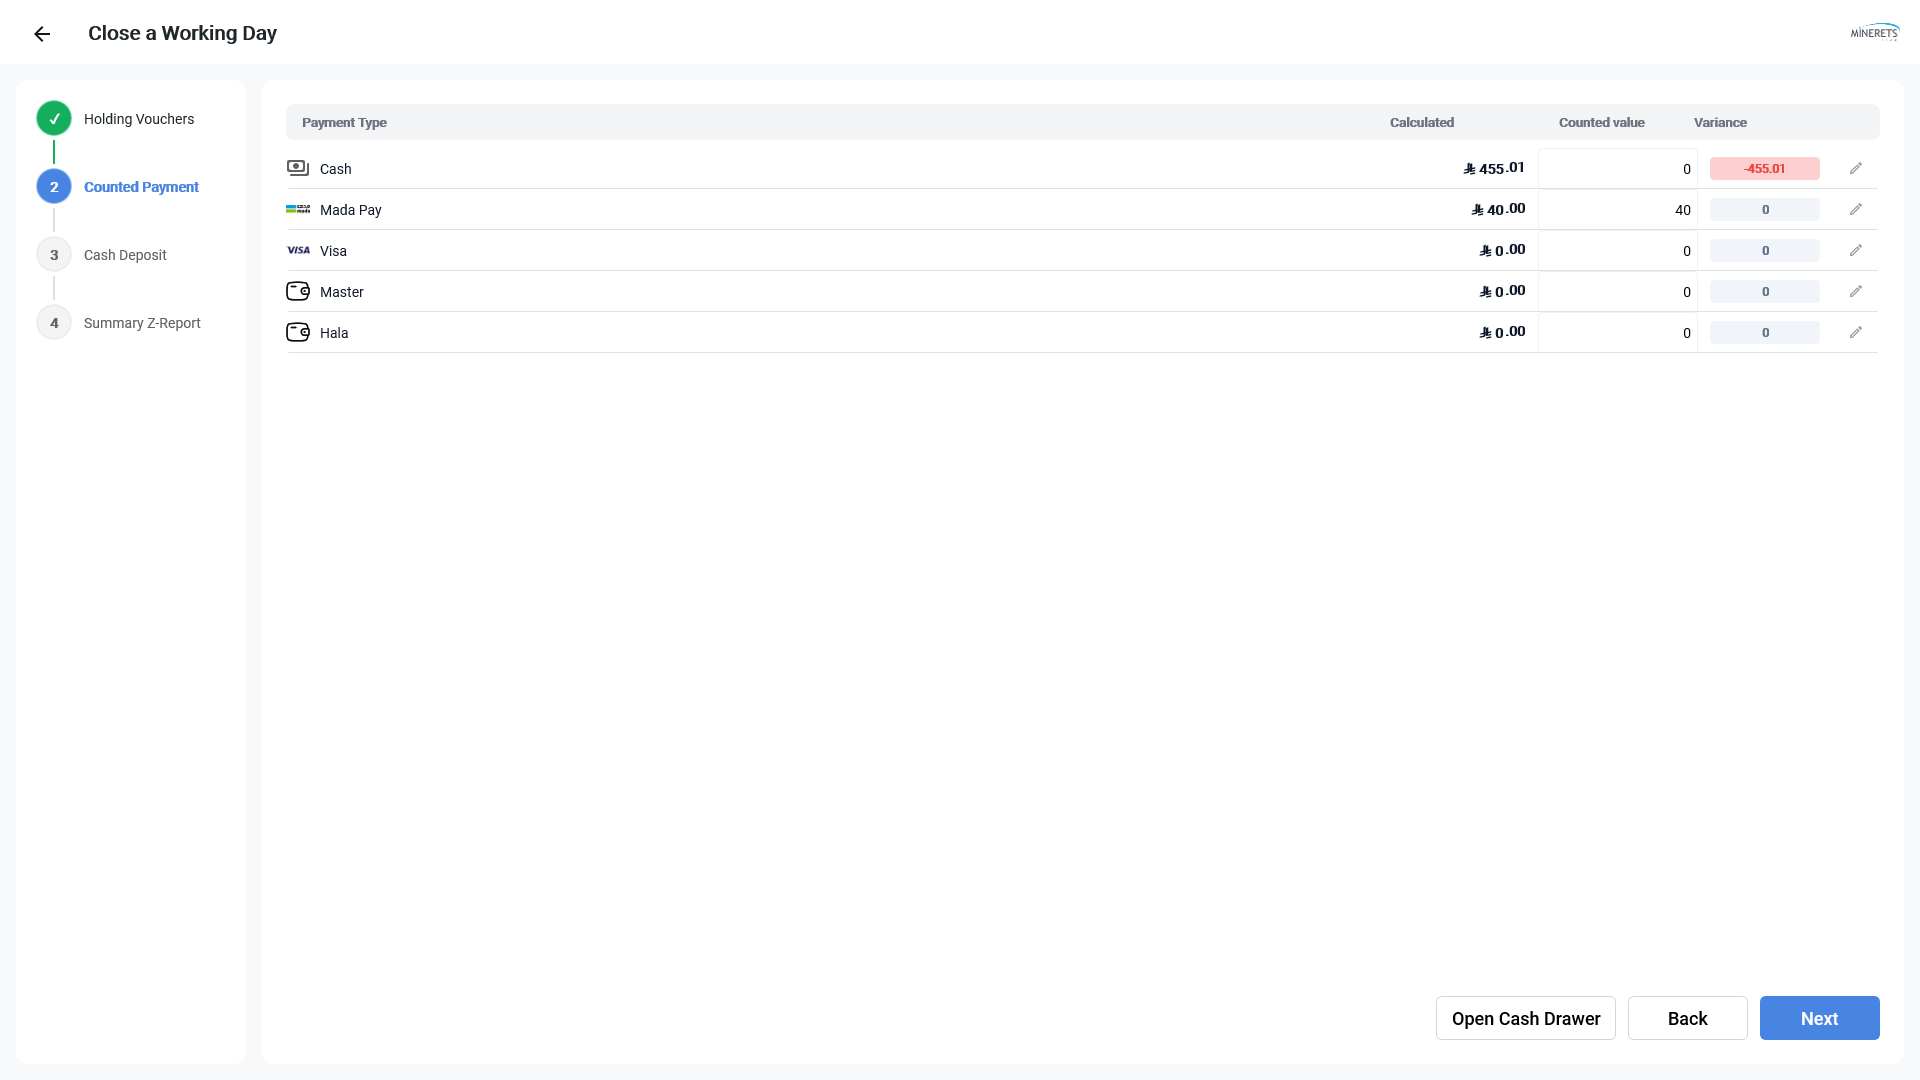 Close a Working Day
MINERETS
Holding Vouchers
2 Counted Payment
3 Cash Deposit
4 Summary Z-Report
Payment Type Calculated Counted value Variance
Cash 455.01 0 -455.01
Mada Pay 40.00 40 0
VISA Visa 0.00 0 0
Master 0.00 0 0
Hala 0.00 0 0
Open Cash Drawer Back Next